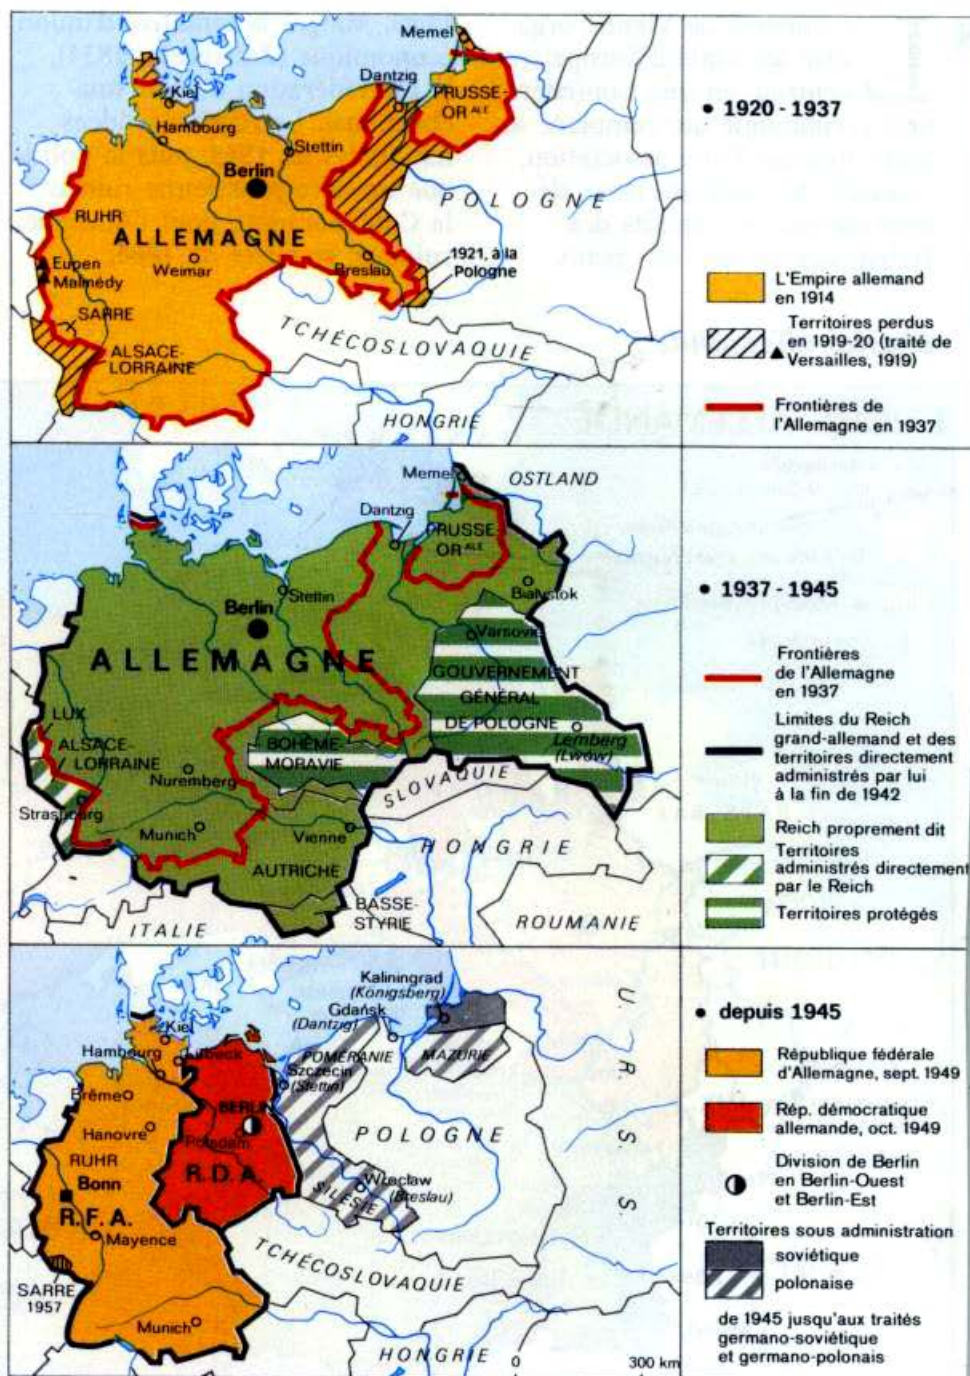 Memel
Dantzig
PRUSSE-
OR ALE
Kiel
Hambourg
Stettin
Berlin
POLOGNE
RUHR
ALLEMAGNE
1921, à la
Pologne
Eupen
Malmédy
Weimar
Breslau
SARRE
TCHÉCOSLOVAQUIE
ALSACE-
LORRAINE
HONGRIE
• 1920-1937
L'Empire allemand
en 1914
Territoires perdus
en 1919-20 (traité de
Versailles, 1919)
Frontières de
l'Allemagne en 1937
Memel
OSTLAND
Dantzig
PRUSSE-
OR ALE
Bialystok
Stettin
Berlin
Varsovie
ALLEMAGNE
GOUVERNEMENT
GÉNÉRAL
DE POLOGNE
LUX
Lemberg
(Lwów)
ALSACE-
LORRAINE
BOHÊME-
MORAVIE
Nuremberg
SLOVAQUIE
Strasbourg
Munich
Vienne
HONGRIE
AUTRICHE
BASSE-
STYRIE
ITALIE
ROUMANIE
• 1937-1945
Frontières
de l'Allemagne
en 1937
Limites du Reich
grand-allemand et des
territoires directement
administrés par lui
à la fin de 1942
Reich proprement dit
Territoires
administrés directement
par le Reich
Territoires protégés
Kaliningrad
(Königsberg)
Gdańsk
(Dantzig)
Kiel
Hambourg
Lübeck
POMÉRANIE
MAZURIE
Szczecin
(Stettin)
Brême
BERLIN
Hanovre
Potsdam
POLOGNE
URSS
RUHR
R.D.A.
Bonn
Włacław
(Breslau)
SILÉSIE
R.F.A.
Mayence
TCHÉCOSLOVAQUIE
SARRE
1957
Munich
HONGRIE
0 300 km
• depuis 1945
République fédérale
d'Allemagne, sept. 1949
Rép. démocratique
allemande, oct. 1949
Division de Berlin
en Berlin-Ouest
et Berlin-Est
Territoires sous administration
soviétique
polonaise
de 1945 jusqu'aux traités
germano-soviétique
et germano-polonais